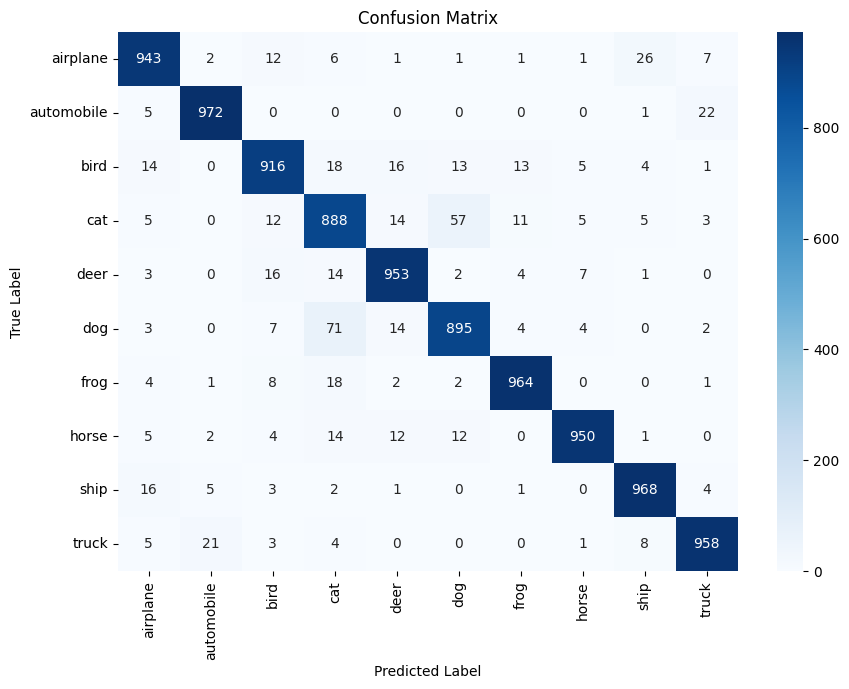 Confusion Matrix
True Label
airplane 943 2 12 6 1 1 1 1 26 7
automobile 5 972 0 0 0 0 0 0 1 22
bird 14 0 916 18 16 13 13 5 4 1
cat 5 0 12 888 14 57 11 5 5 3
deer 3 0 16 14 953 2 4 7 1 0
dog 3 0 7 71 14 895 4 4 0 2
frog 4 1 8 18 2 2 964 0 0 1
horse 5 2 4 14 12 12 0 950 1 0
ship 16 5 3 2 1 0 1 0 968 4
truck 5 21 3 4 0 0 0 1 8 958
airplane automobile bird cat deer dog frog horse ship truck
Predicted Label
800
600
400
200
0